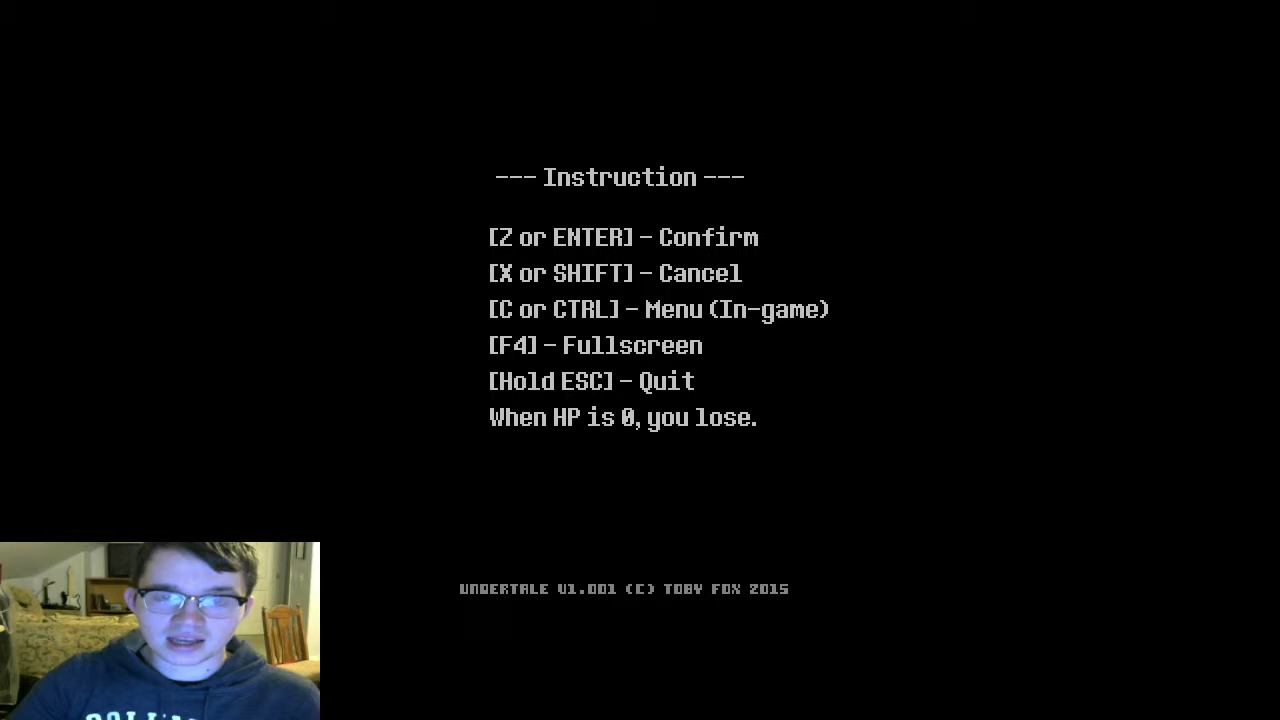 --- Instruction ---
[Z or ENTER] - Confirm
[X or SHIFT] - Cancel
[C or CTRL] - Menu (In-game)
[F4] - Fullscreen
[Hold ESC] - Quit
When HP is 0, you lose.
UNDERTALE V1.001 (C) TOBY FOX 2015